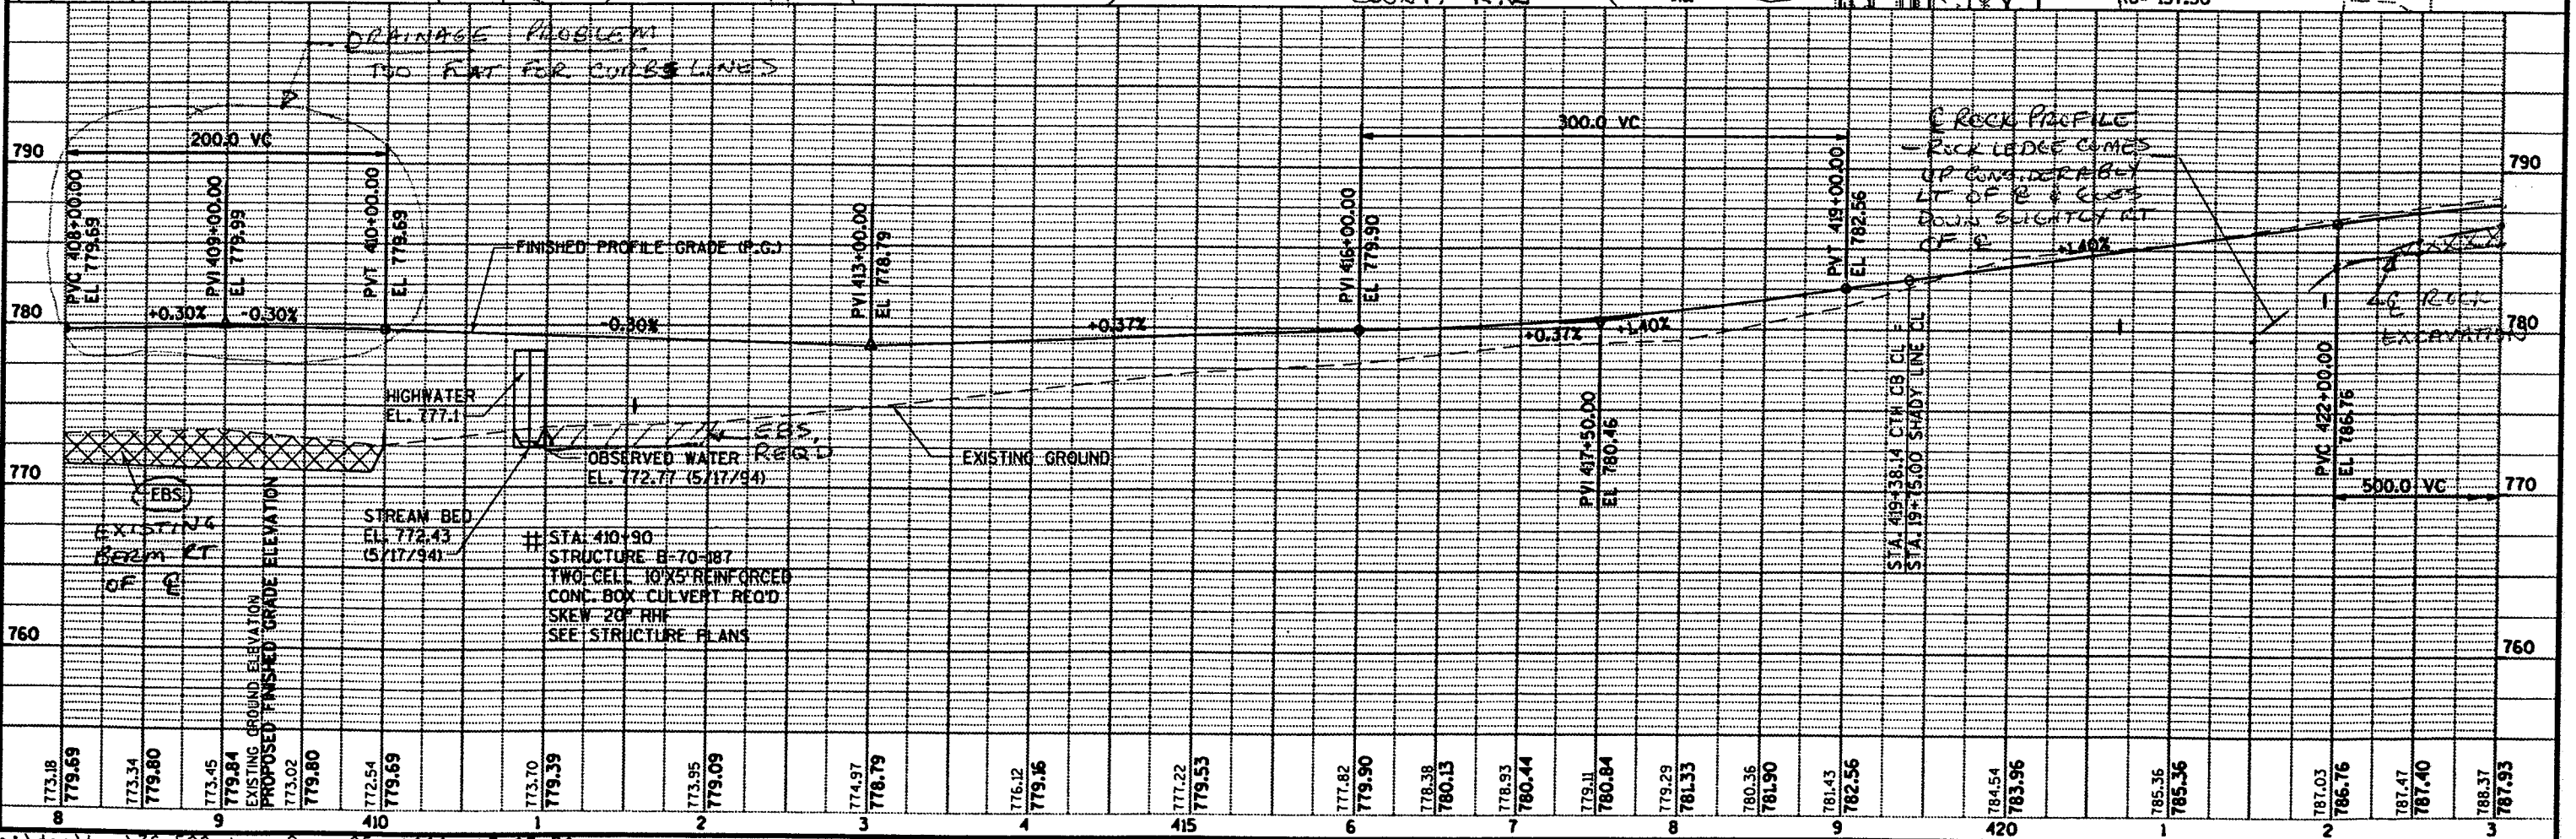 DRAINAGE PROBLEM
TOO FLAT FOR CURBS LINES
200.0 VC
300.0 VC
℄ ROCK PROFILE
- ROCK LEDGE COMES
UP CONSIDERABLY
LT OF ℄ & GOES
DOWN SLIGHTLY RT
OF ℄
790
790
PVC 408+00.00
EL 779.69
PVI 409+00.00
EL 779.99
PVT 410+00.00
EL 779.69
FINISHED PROFILE GRADE (P.G.)
PVI 413+00.00
EL 778.79
PVI 416+00.00
EL 779.90
PVT 419+00.00
EL 782.56
+1.40%
780
+0.30%
-0.30%
-0.30%
+0.37%
+0.37%
+1.40%
780
℄ ROCK
EXCAVATION
HIGHWATER
EL. 777.1
EBS,
REQ'D
OBSERVED WATER
EL. 772.77 (5/17/94)
EXISTING GROUND
PVI 417+50.00
EL 780.46
STA. 419+38.14 CTH CB CL =
STA. 19+75.00 SHADY LINE CL
PVC 422+00.00
EL 786.76
500.0 VC
770
770
EBS
EXISTING
BERM RT
OF ℄
STREAM BED
EL. 772.43
(5/17/94)
# STA. 410+90
STRUCTURE B-70-187
TWO CELL 10'X5' REINFORCED
CONC. BOX CULVERT REQ'D
SKEW 20° RHF
SEE STRUCTURE PLANS
760
760
EXISTING GROUND ELEVATION
PROPOSED FINISHED GRADE ELEVATION
773.18
779.69
773.34
779.80
773.45
779.84
773.02
779.80
772.54
779.69
773.70
779.39
773.95
779.09
774.97
778.79
776.12
779.16
777.22
779.53
777.82
779.90
778.38
780.13
778.93
780.44
779.11
780.84
779.29
781.33
780.36
781.90
781.43
782.56
784.54
783.96
785.36
785.36
787.03
786.76
787.47
787.40
788.37
787.93
8 9 410 1 2 3 4 415 6 7 8 9 420 1 2 3